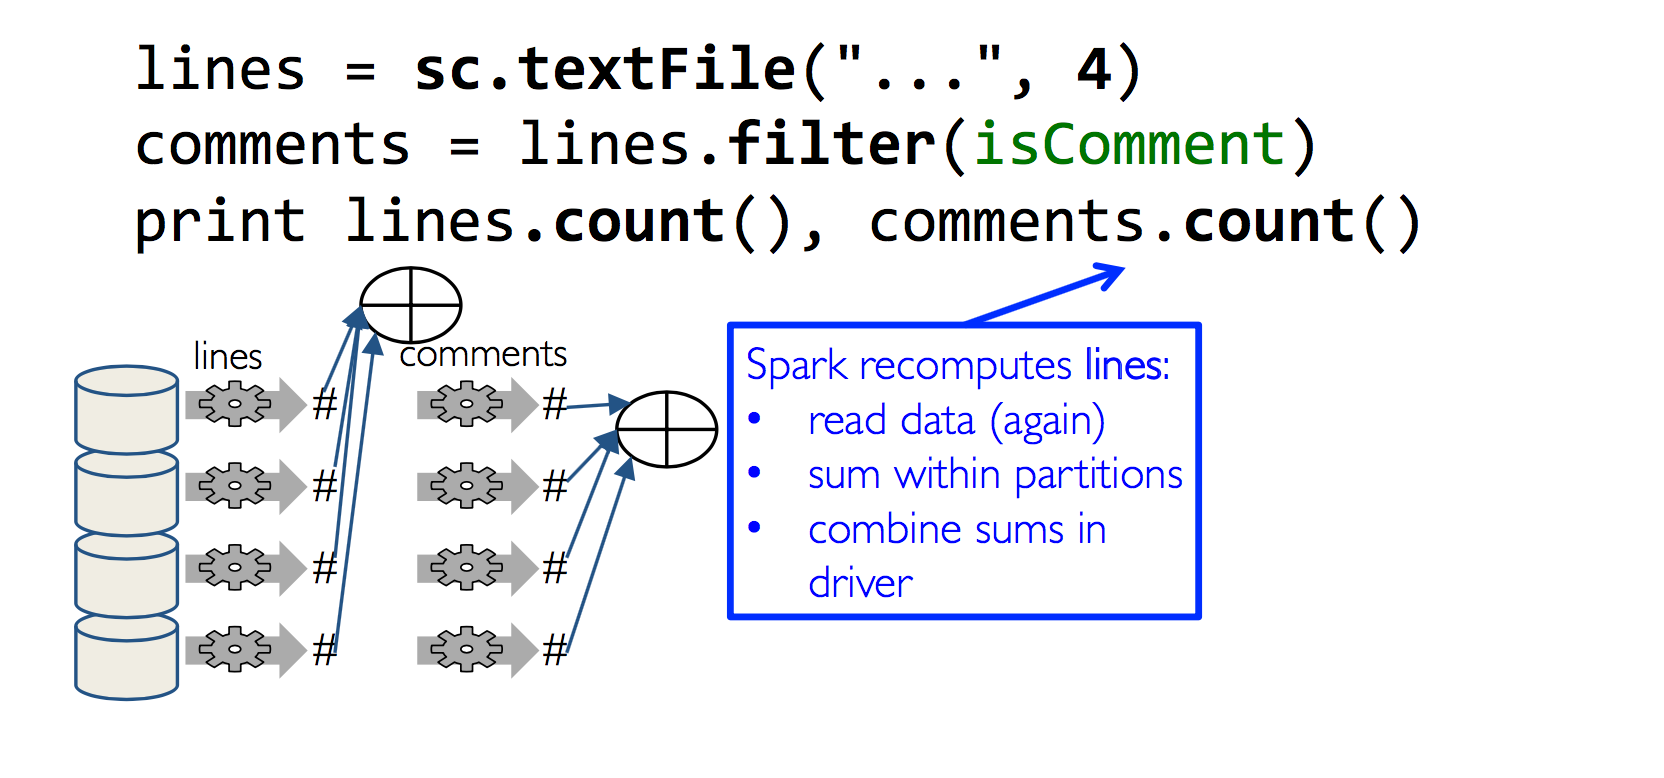 lines = sc.textFile("...", 4)
comments = lines.filter(isComment)
print lines.count(), comments.count()
lines
comments
# #
# #
# #
# #
Spark recomputes lines:
• read data (again)
• sum within partitions
• combine sums in
driver